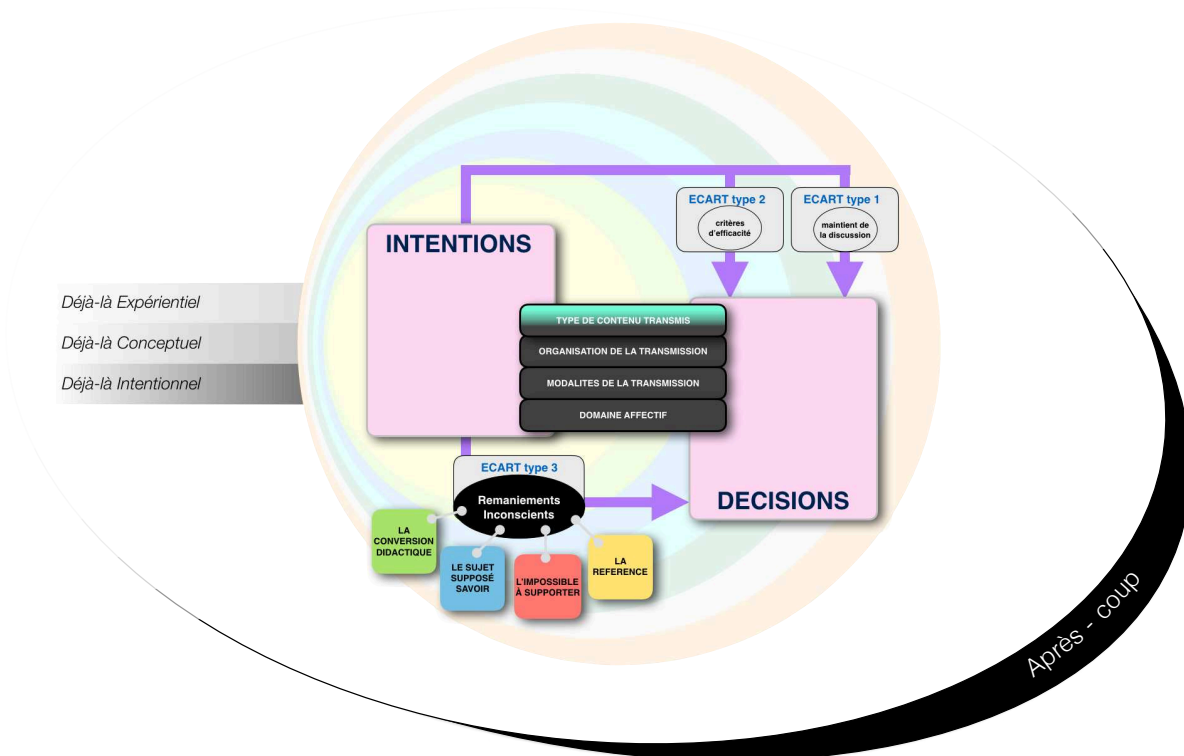 ECART type 2
ECART type 1
critères
d'efficacité
maintient de
la discussion
INTENTIONS
Déjà-là Expérientiel
Déjà-là Conceptuel
Déjà-là Intentionnel
TYPE DE CONTENU TRANSMIS
ORGANISATION DE LA TRANSMISSION
MODALITES DE LA TRANSMISSION
DOMAINE AFFECTIF
ECART type 3
Remaniements
Inconscients
DECISIONS
LA
CONVERSION
DIDACTIQUE
LE SUJET
SUPPOSÉ
SAVOIR
L'IMPOSSIBLE
À SUPPORTER
LA
REFERENCE
Après - coup